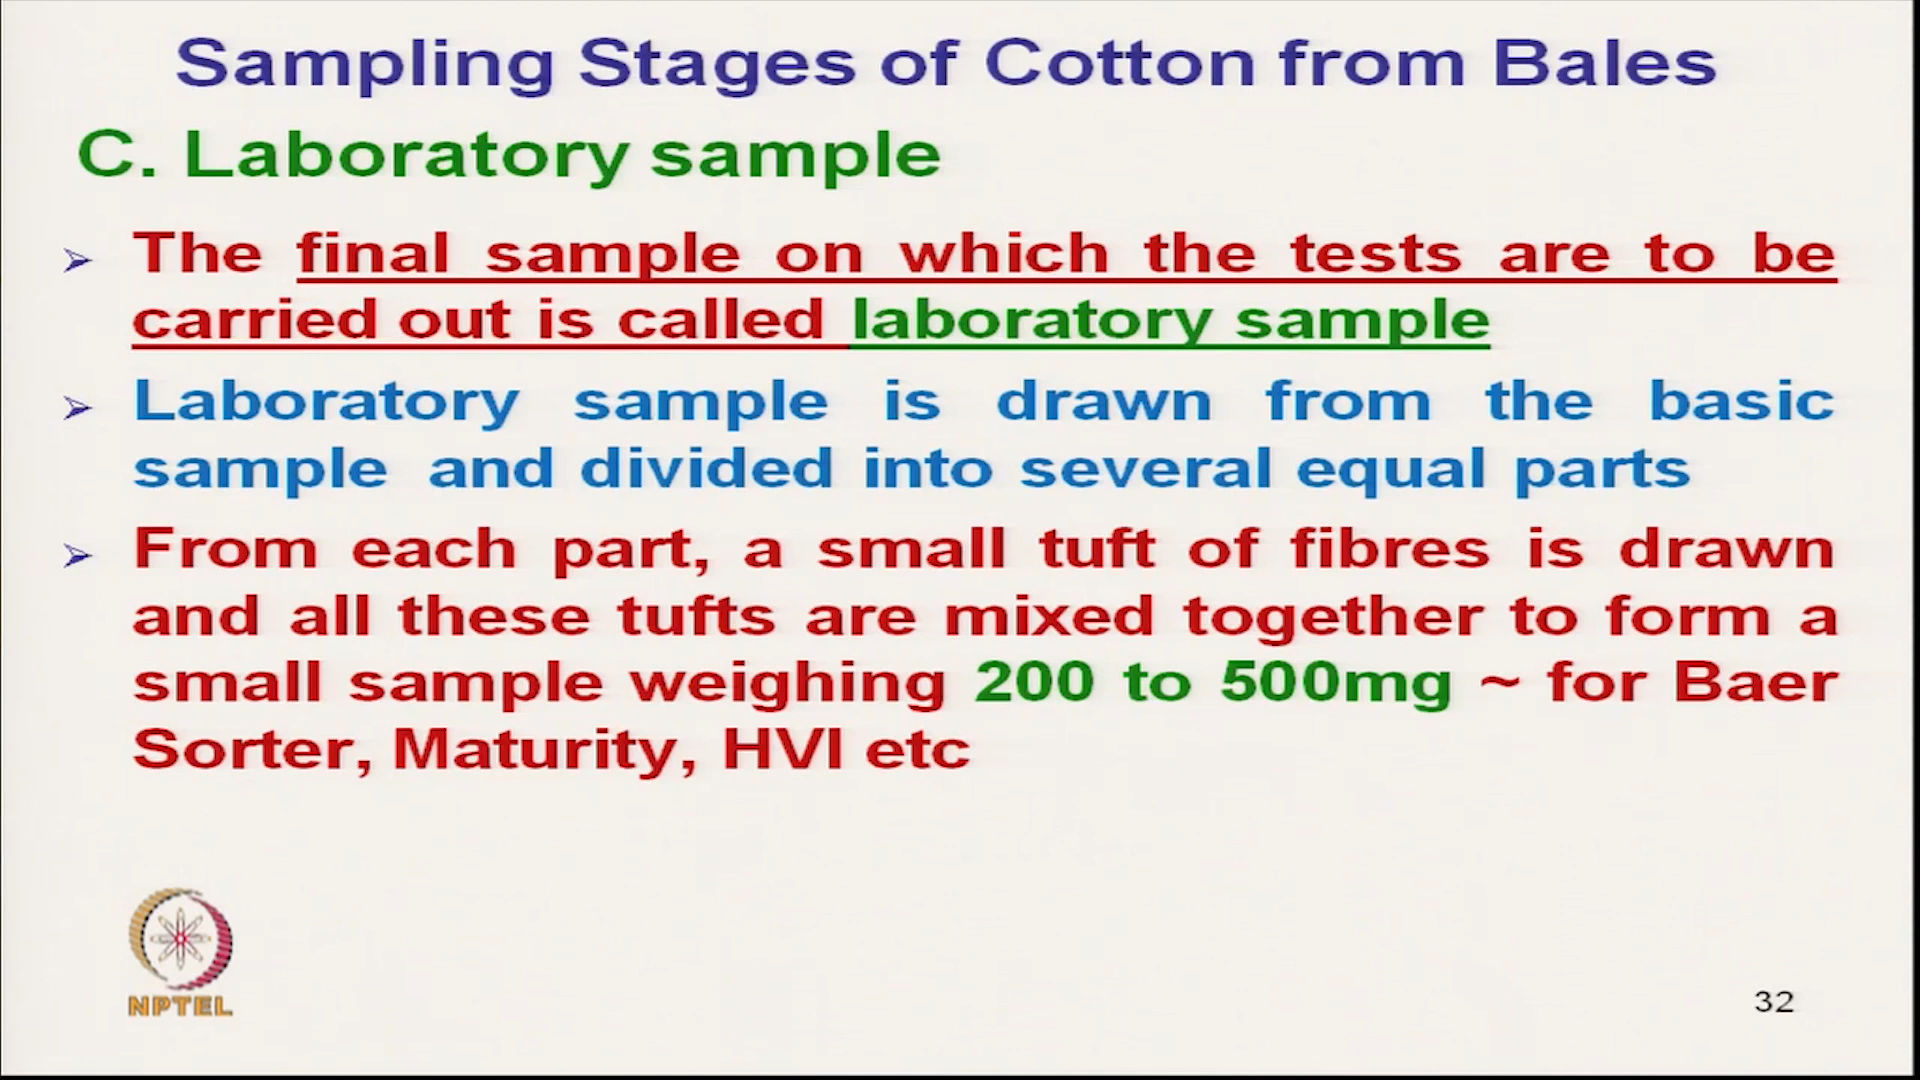 Sampling Stages of Cotton from Bales
C. Laboratory sample
➢ The final sample on which the tests are to be
carried out is called laboratory sample
➢ Laboratory sample is drawn from the basic
sample and divided into several equal parts
➢ From each part, a small tuft of fibres is drawn
and all these tufts are mixed together to form a
small sample weighing 200 to 500mg ~ for Baer
Sorter, Maturity, HVI etc
NPTEL
32